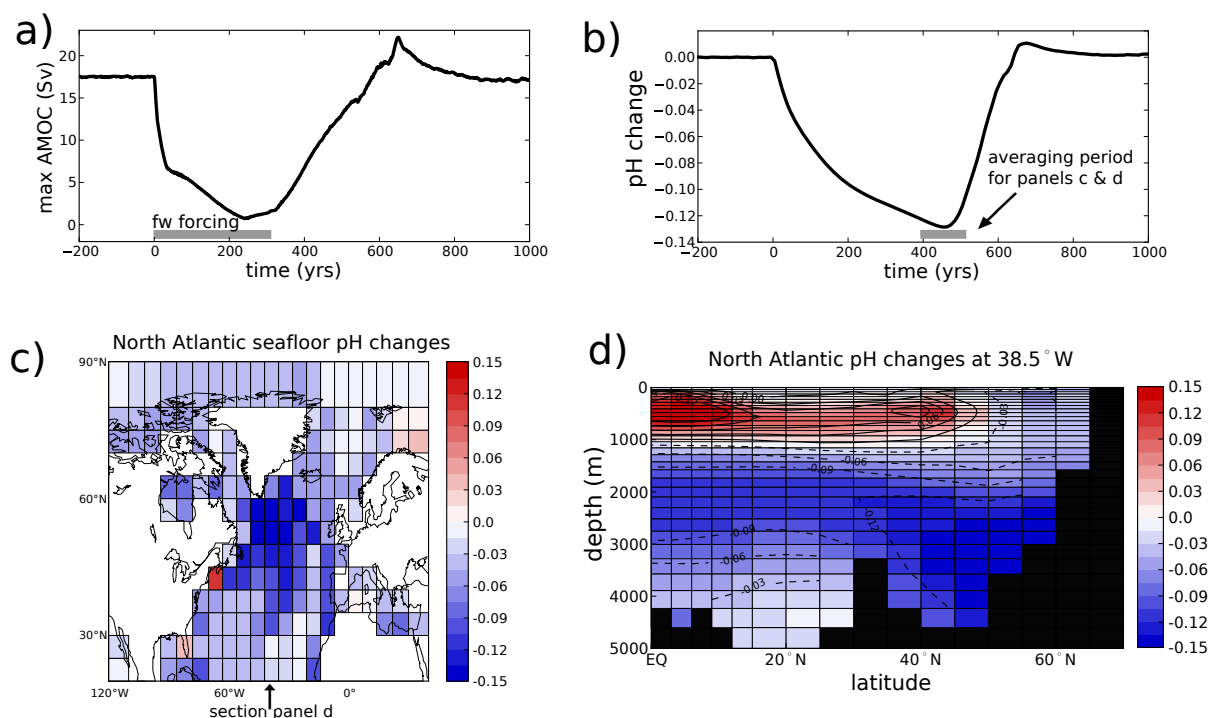 a)
max AMOC (Sv)
20
15
10
5
0
fw forcing
−200
0
200
400
600
800
1000
time (yrs)
b)
pH change
0.00
−0.02
−0.04
−0.06
−0.08
−0.10
−0.12
−0.14
averaging period
for panels c & d
−200
0
200
400
600
800
1000
time (yrs)
c)
North Atlantic seafloor pH changes
90°N
60°N
30°N
120°W
60°W
0°
section panel d
0.15
0.12
0.09
0.06
0.03
0.0
-0.03
-0.06
-0.09
-0.12
-0.15
d)
North Atlantic pH changes at 38.5°W
depth (m)
0
1000
2000
3000
4000
5000
-0.06
-0.09
-0.12
-0.09
-0.06
-0.03
EQ
20°N
40°N
60°N
latitude
0.15
0.12
0.09
0.06
0.03
0.0
-0.03
-0.06
-0.09
-0.12
-0.15